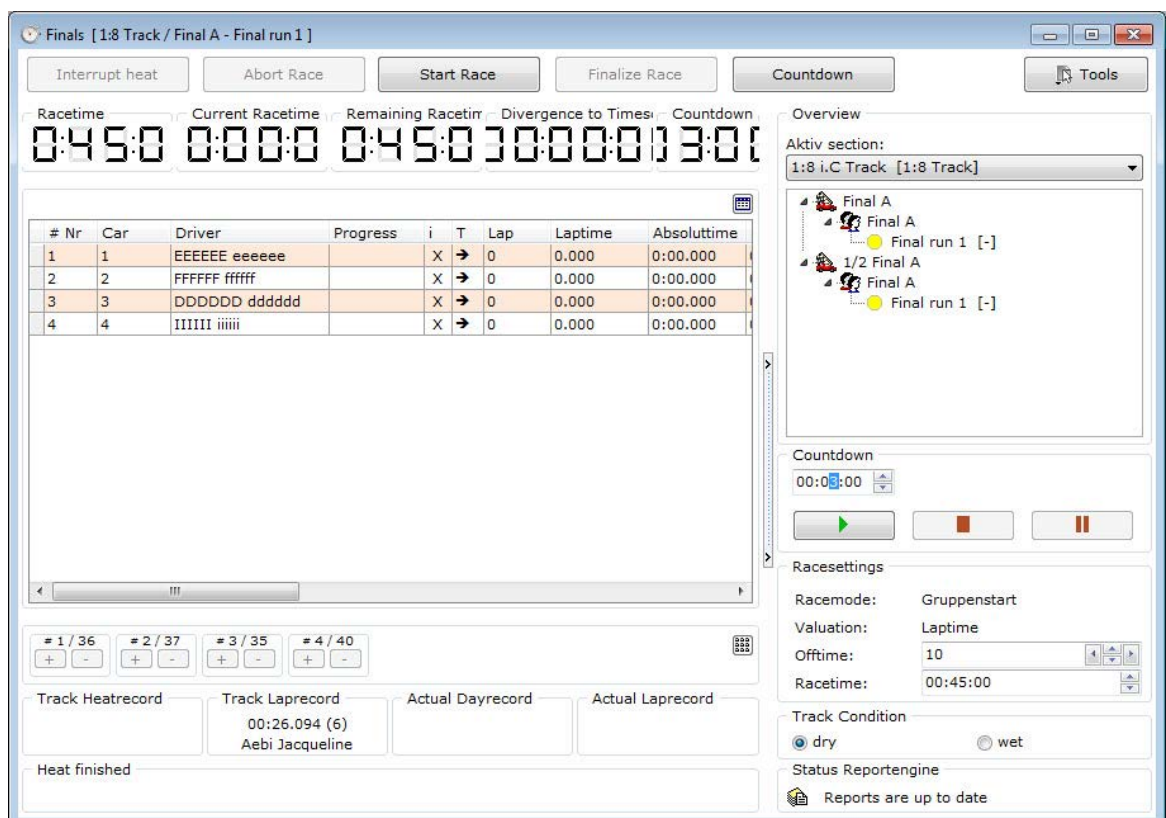 Finals [ 1:8 Track / Final A - Final run 1 ]
Interrupt heat Abort Race Start Race Finalize Race Countdown Tools
Racetime Current Racetime Remaining Racetim Divergence to Times Countdown
0:45:0 0:00:0 0:45:0 00:00:0 03:00
# Nr Car Driver Progress i T Lap Laptime Absoluttime
1 1 EEEEEE eeeeee X ➔ 0 0.000 0:00.000
2 2 FFFFFF ffffff X ➔ 0 0.000 0:00.000
3 3 DDDDDD dddddd X ➔ 0 0.000 0:00.000
4 4 IIIIII iiiiii X ➔ 0 0.000 0:00.000
# 1 / 36 # 2 / 37 # 3 / 35 # 4 / 40
+ - + - + - + -
Track Heatrecord Track Laprecord Actual Dayrecord Actual Laprecord
00:26.094 (6)
Aebi Jacqueline
Heat finished
Overview
Aktiv section:
1:8 i.C Track [1:8 Track]
Final A
Final A
Final run 1 [-]
1/2 Final A
Final A
Final run 1 [-]
Countdown
00:03:00
Racesettings
Racemode: Gruppenstart
Valuation: Laptime
Offtime: 10
Racetime: 00:45:00
Track Condition
dry wet
Status Reportengine
Reports are up to date